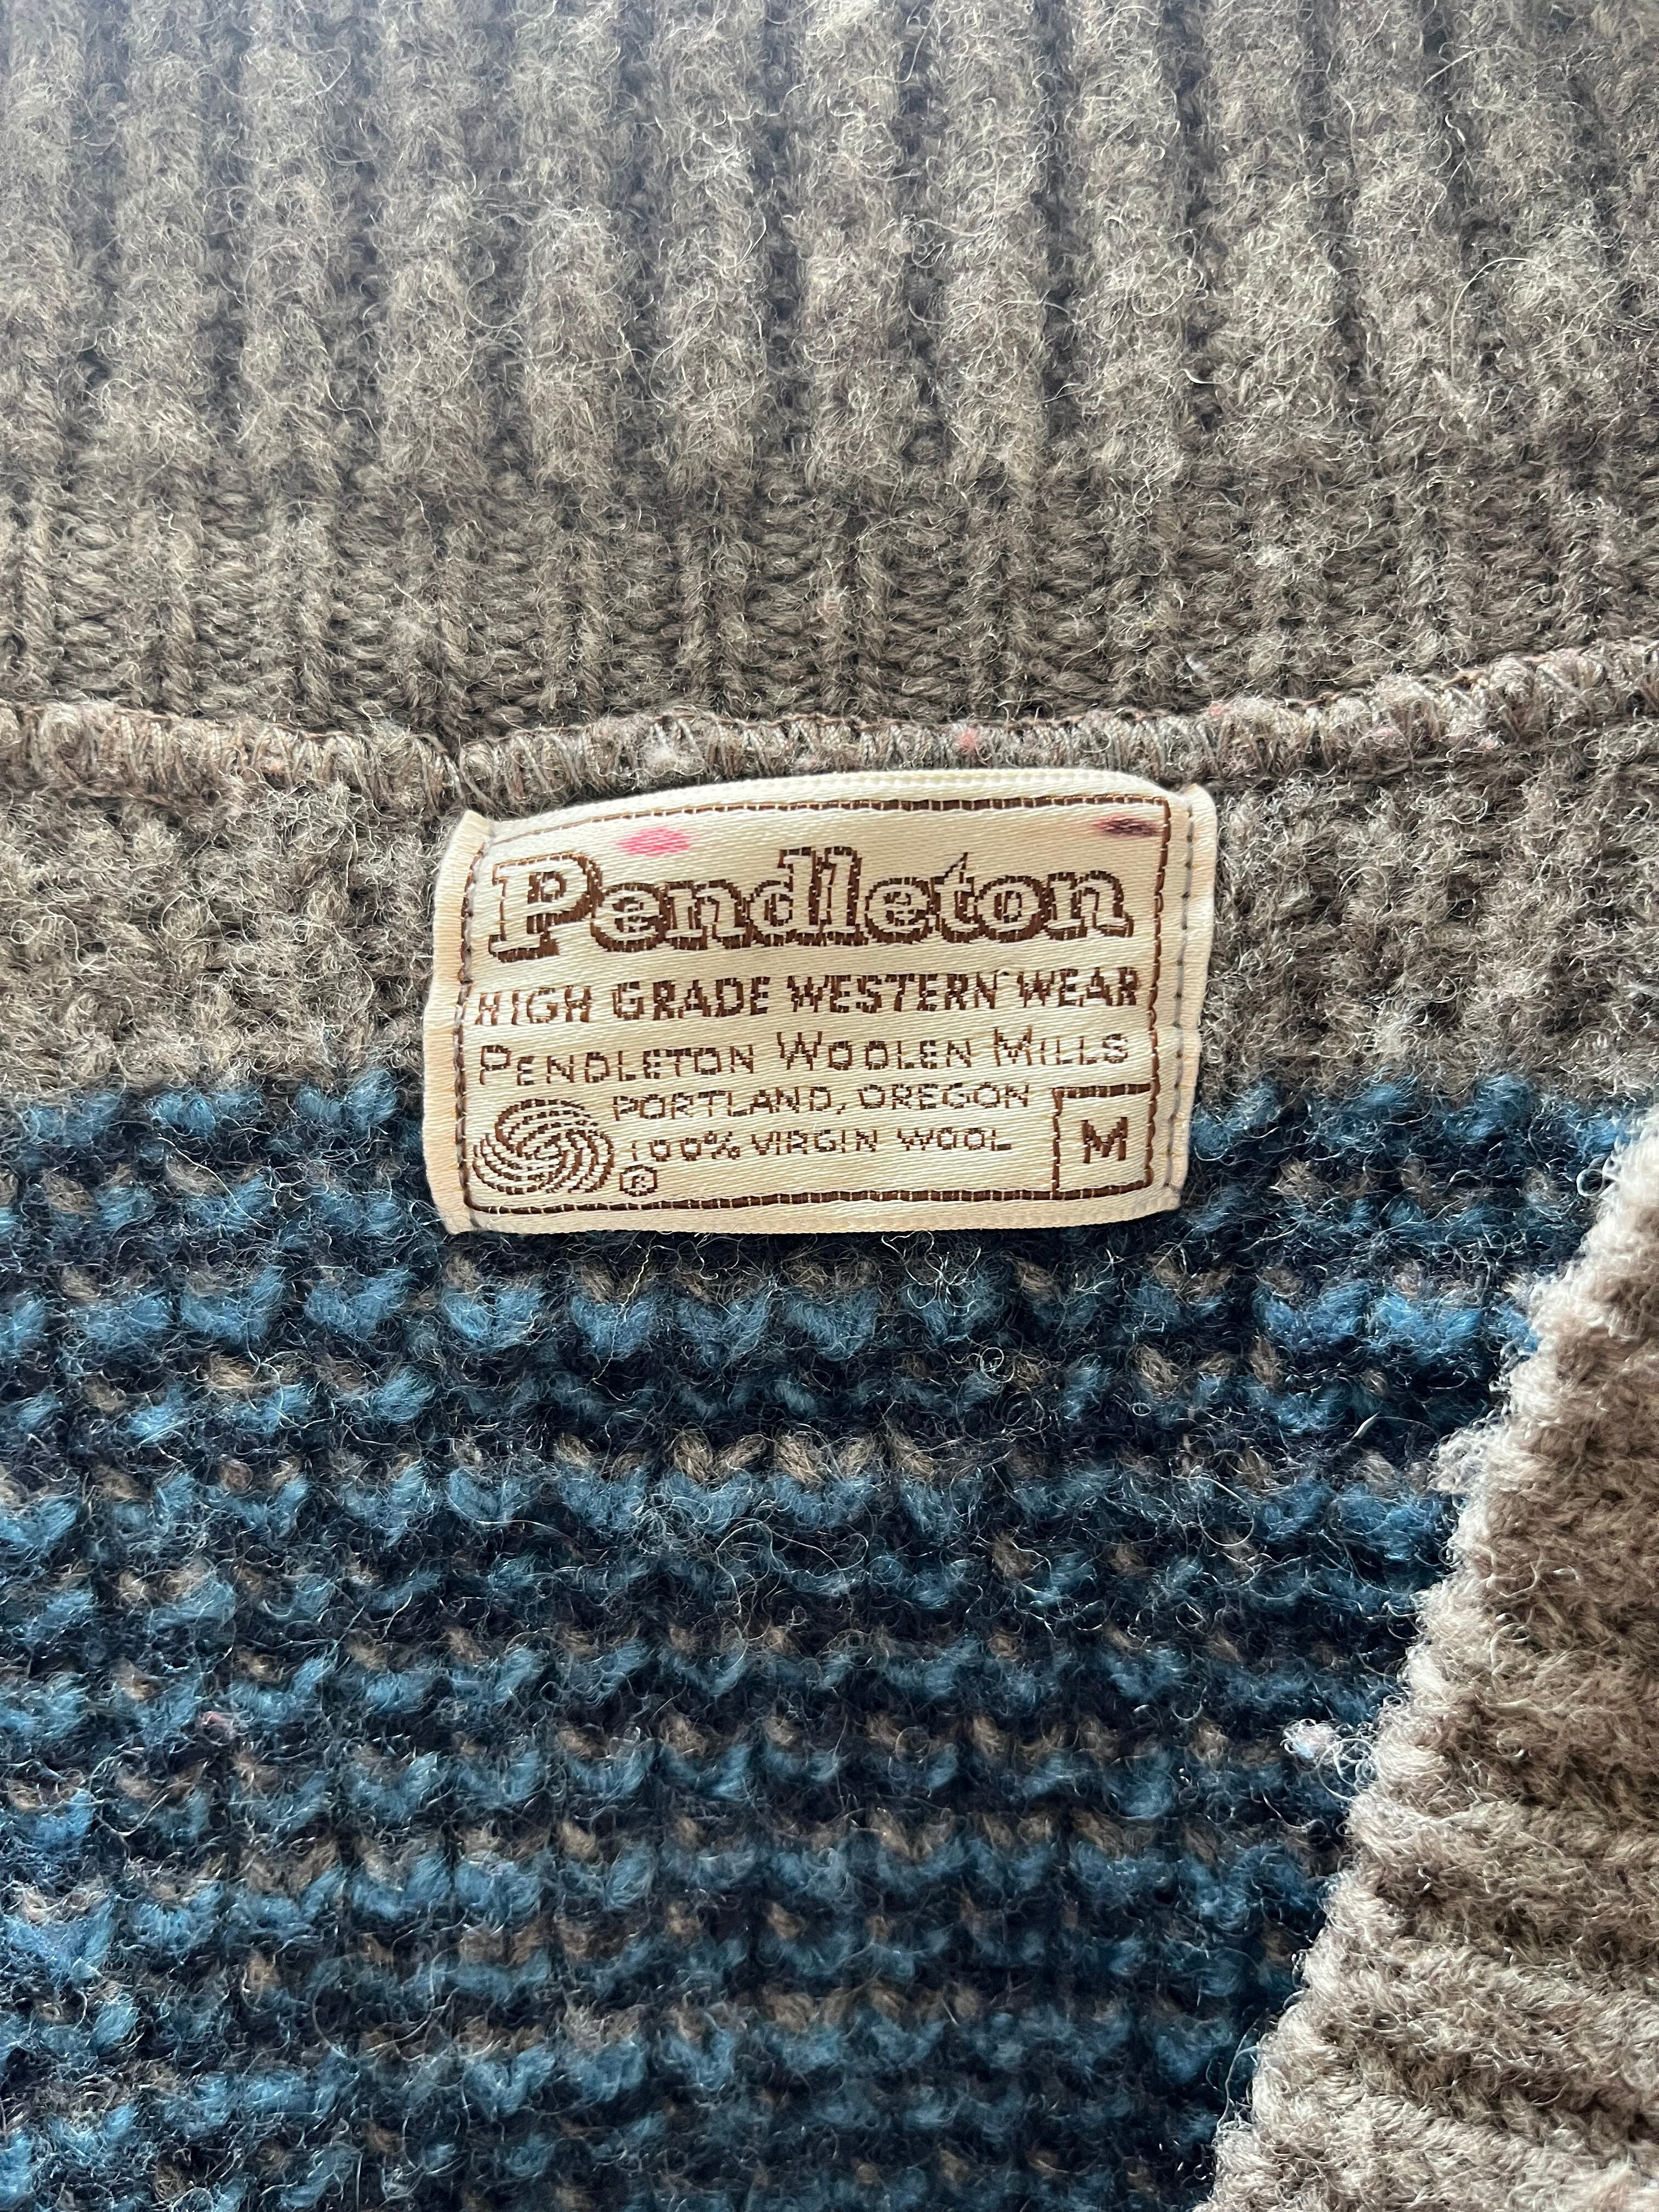 Pendleton
HIGH GRADE WESTERN WEAR
PENDLETON WOOLEN MILLS
PORTLAND, OREGON
100% VIRGIN WOOL
®
M